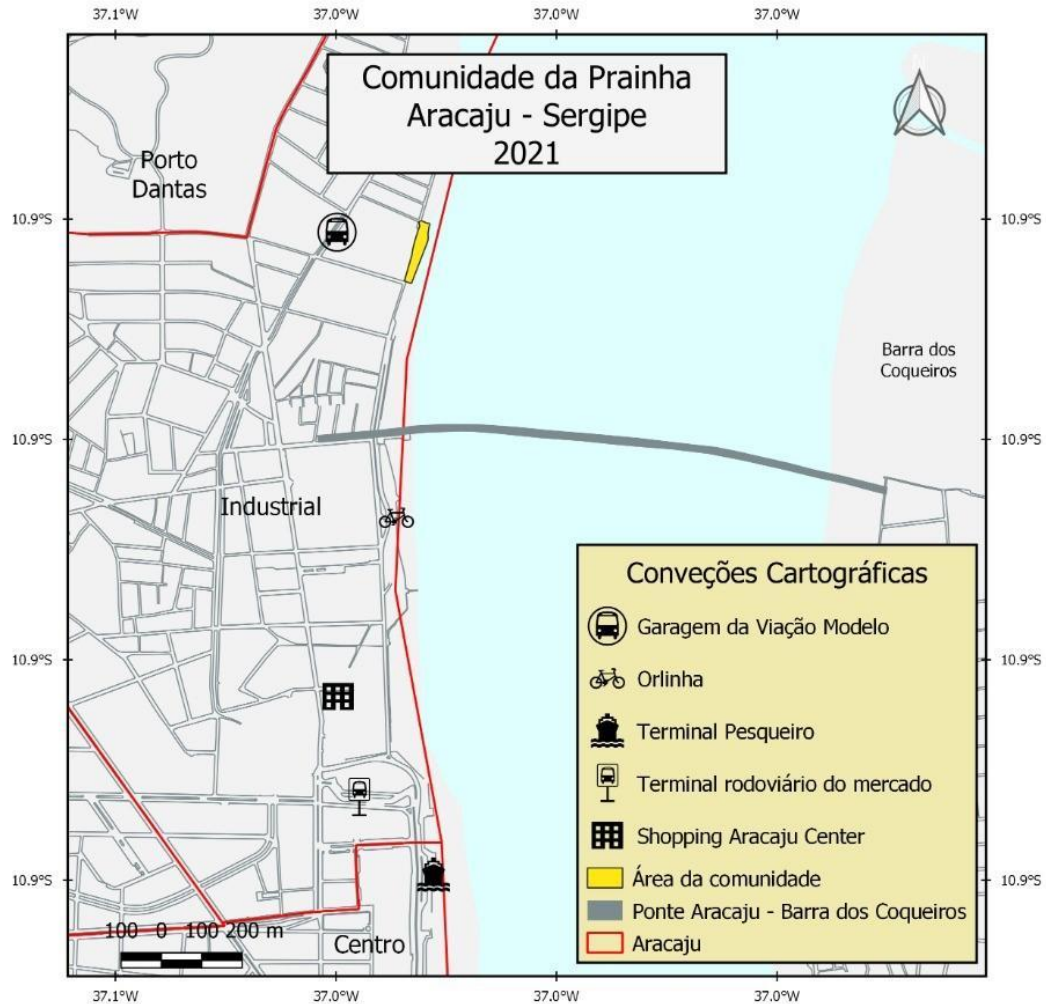 37.1°W
37.0°W
37.0°W
37.0°W
Comunidade da Prainha
Aracaju - Sergipe
2021
N
Porto
Dantas
10.9°S
10.9°S
Barra dos
Coqueiros
10.9°S
10.9°S
Industrial
Conveções Cartográficas
Garagem da Viação Modelo
Orlinha
Terminal Pesqueiro
Terminal rodoviário do mercado
Shopping Aracaju Center
Área da comunidade
Ponte Aracaju - Barra dos Coqueiros
Aracaju
10.9°S
10.9°S
10.9°S
10.9°S
100 0 100 200 m
Centro
37.1°W
37.0°W
37.0°W
37.0°W